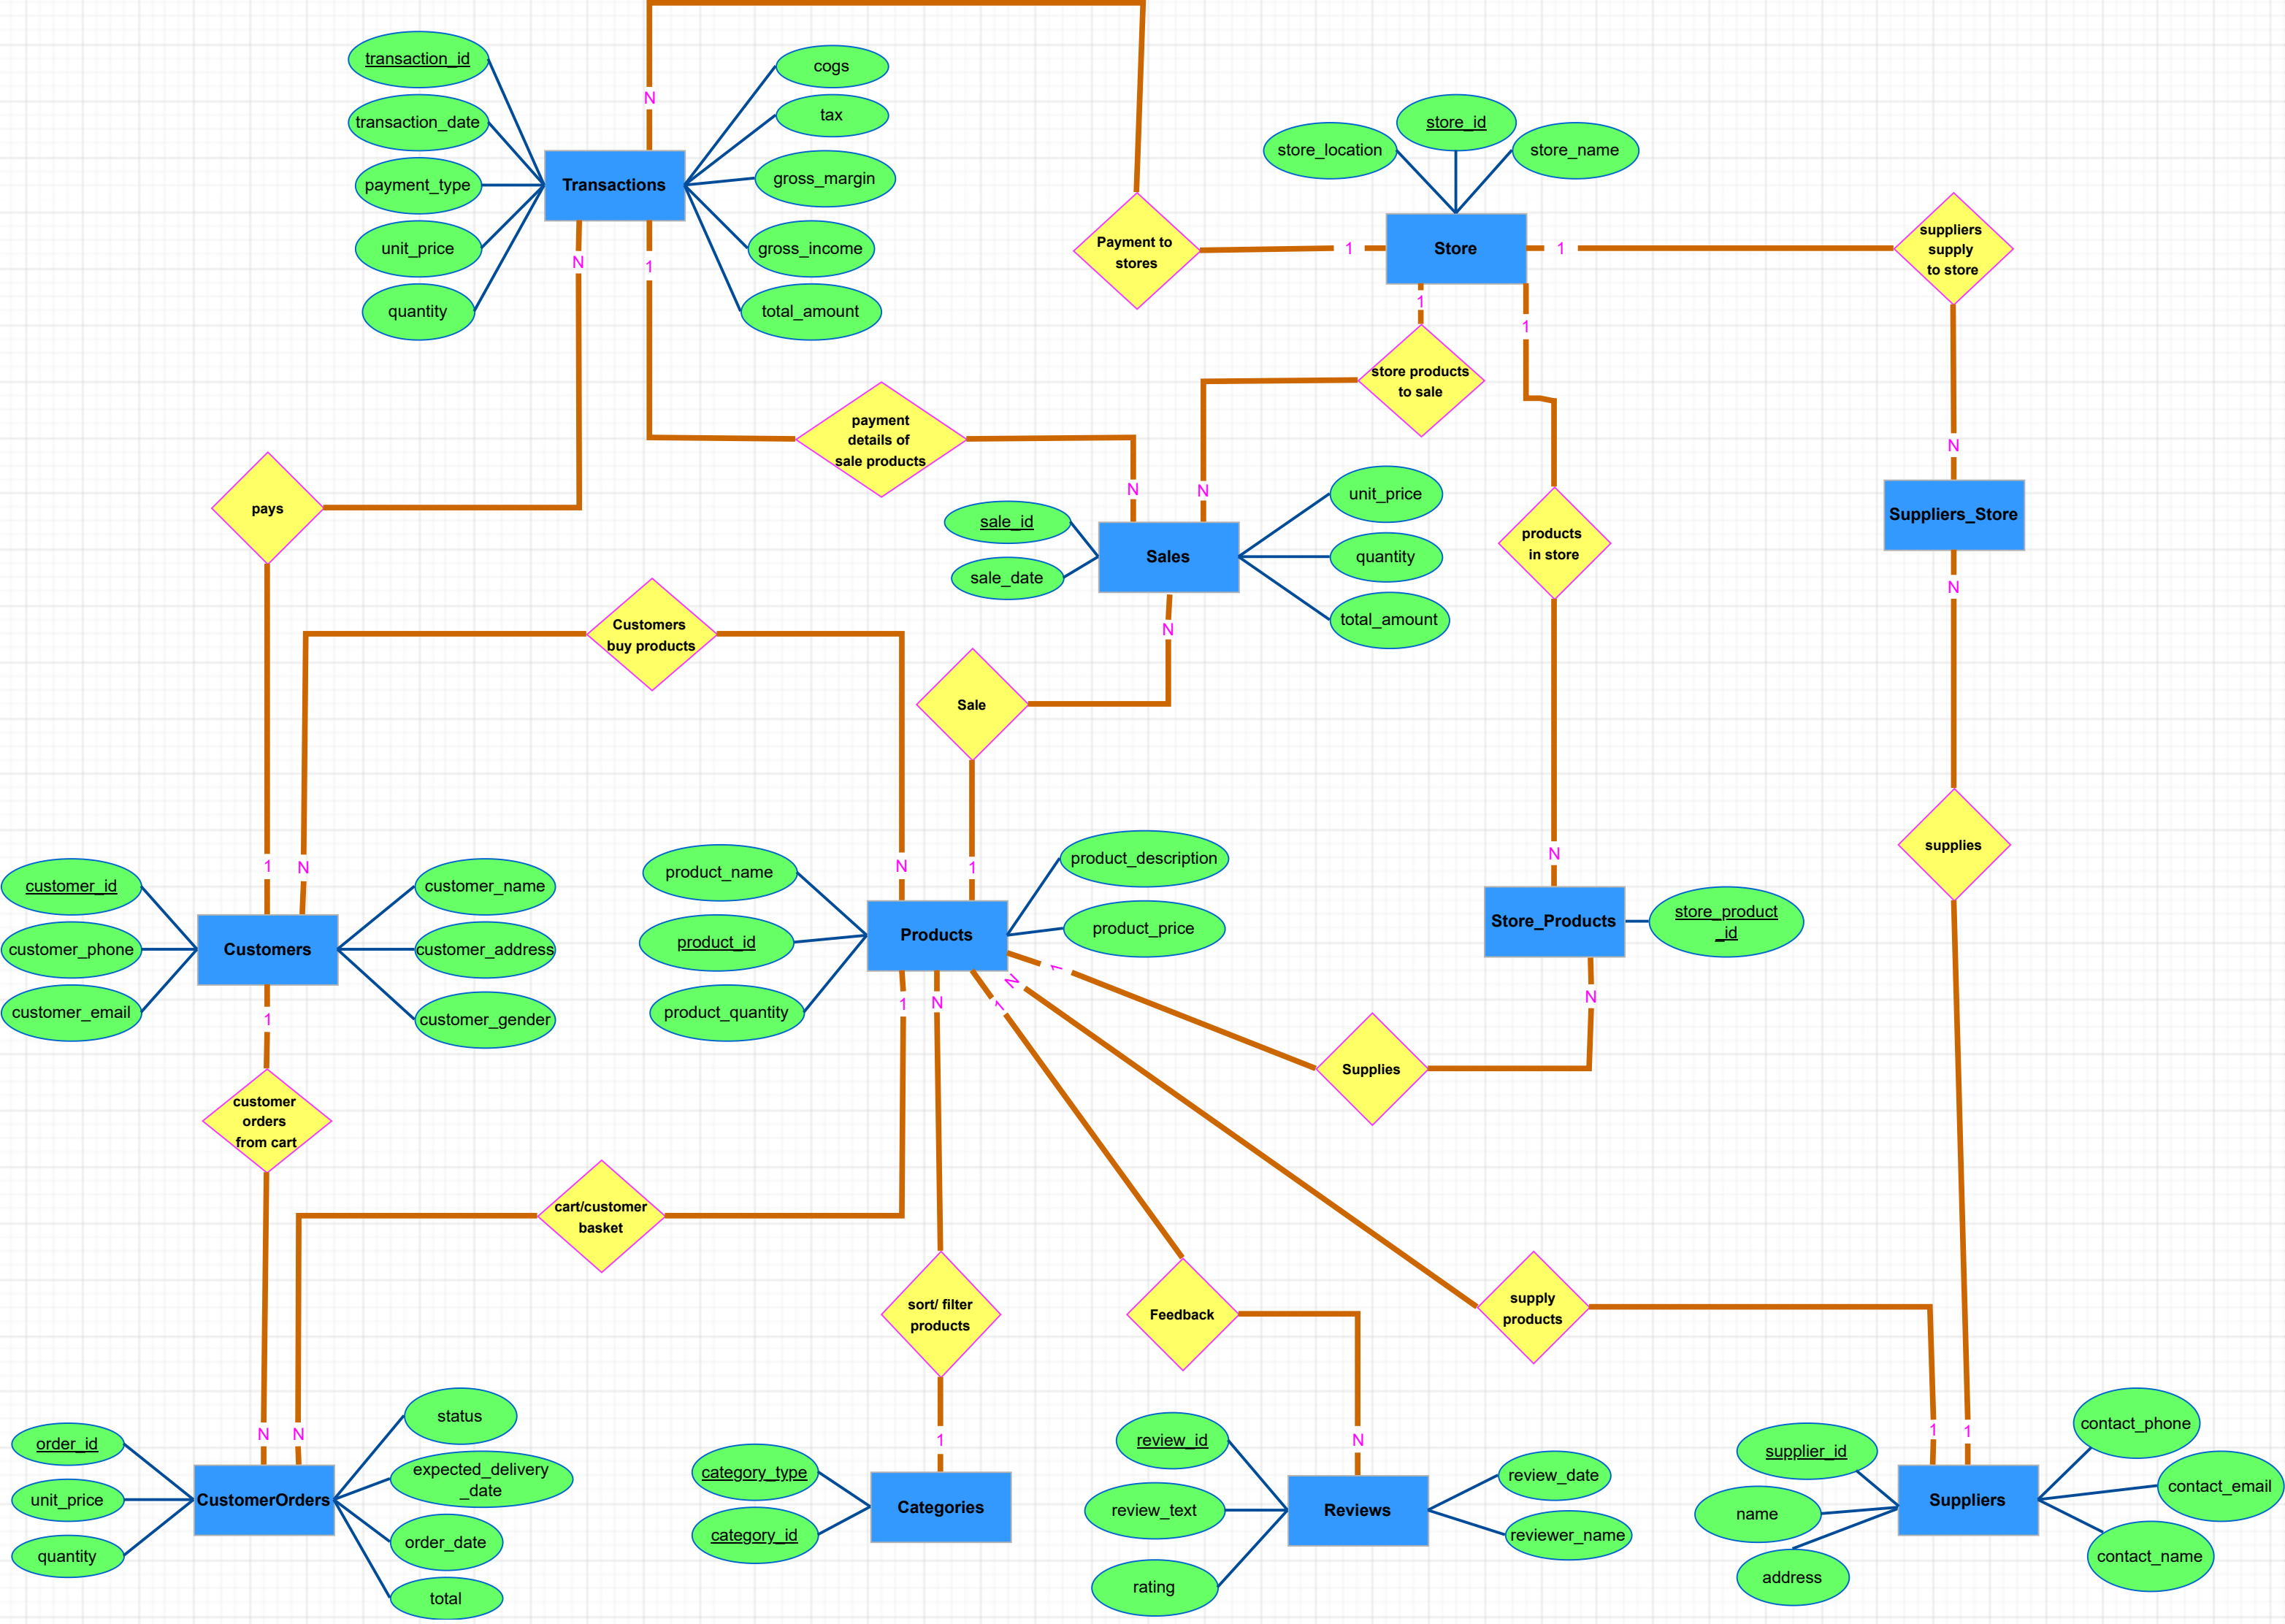 transaction_id
transaction_date
payment_type
unit_price
quantity
N
Transactions
cogs
tax
gross_margin
gross_income
total_amount
N
1
Payment to
stores
1
store_location
store_id
store_name
Store
1
suppliers
supply
to store
1
store products
to sale
1
payment
details of
sale products
N
N
N
pays
sale_id
sale_date
Sales
unit_price
quantity
total_amount
products
in store
Suppliers_Store
N
Customers
buy products
N
Sale
1
N
N
1
N
supplies
customer_id
customer_phone
customer_email
Customers
customer_name
customer_address
customer_gender
1
product_name
product_id
product_quantity
Products
product_description
product_price
Store_Products
store_product
_id
1
N
1
N
1
N
Supplies
customer
orders
from cart
cart/customer
basket
sort/ filter
products
Feedback
supply
products
N
N
1
N
1
1
order_id
unit_price
quantity
CustomerOrders
status
expected_delivery
_date
order_date
total
category_type
category_id
Categories
review_id
review_text
rating
Reviews
review_date
reviewer_name
supplier_id
name
address
Suppliers
contact_phone
contact_email
contact_name